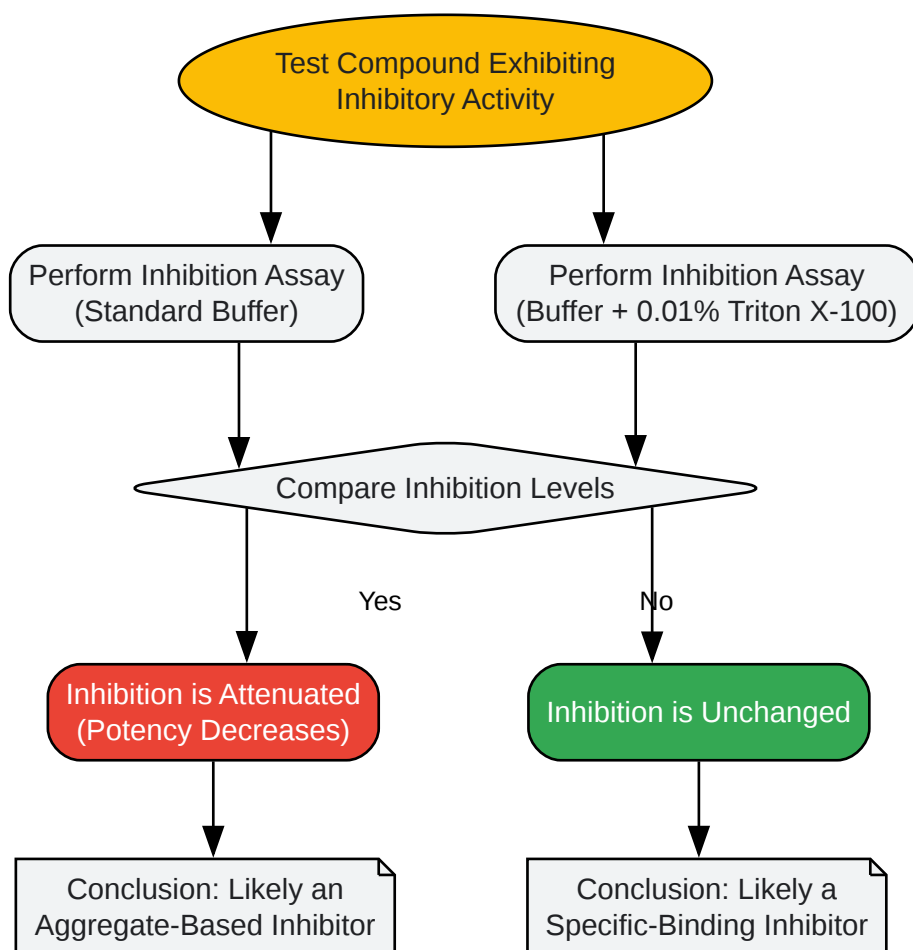 Test Compound Exhibiting
Inhibitory Activity
Perform Inhibition Assay
(Standard Buffer)
Perform Inhibition Assay
(Buffer + 0.01% Triton X-100)
Compare Inhibition Levels
Yes
No
Inhibition is Attenuated
(Potency Decreases)
Inhibition is Unchanged
Conclusion: Likely an
Aggregate-Based Inhibitor
Conclusion: Likely a
Specific-Binding Inhibitor